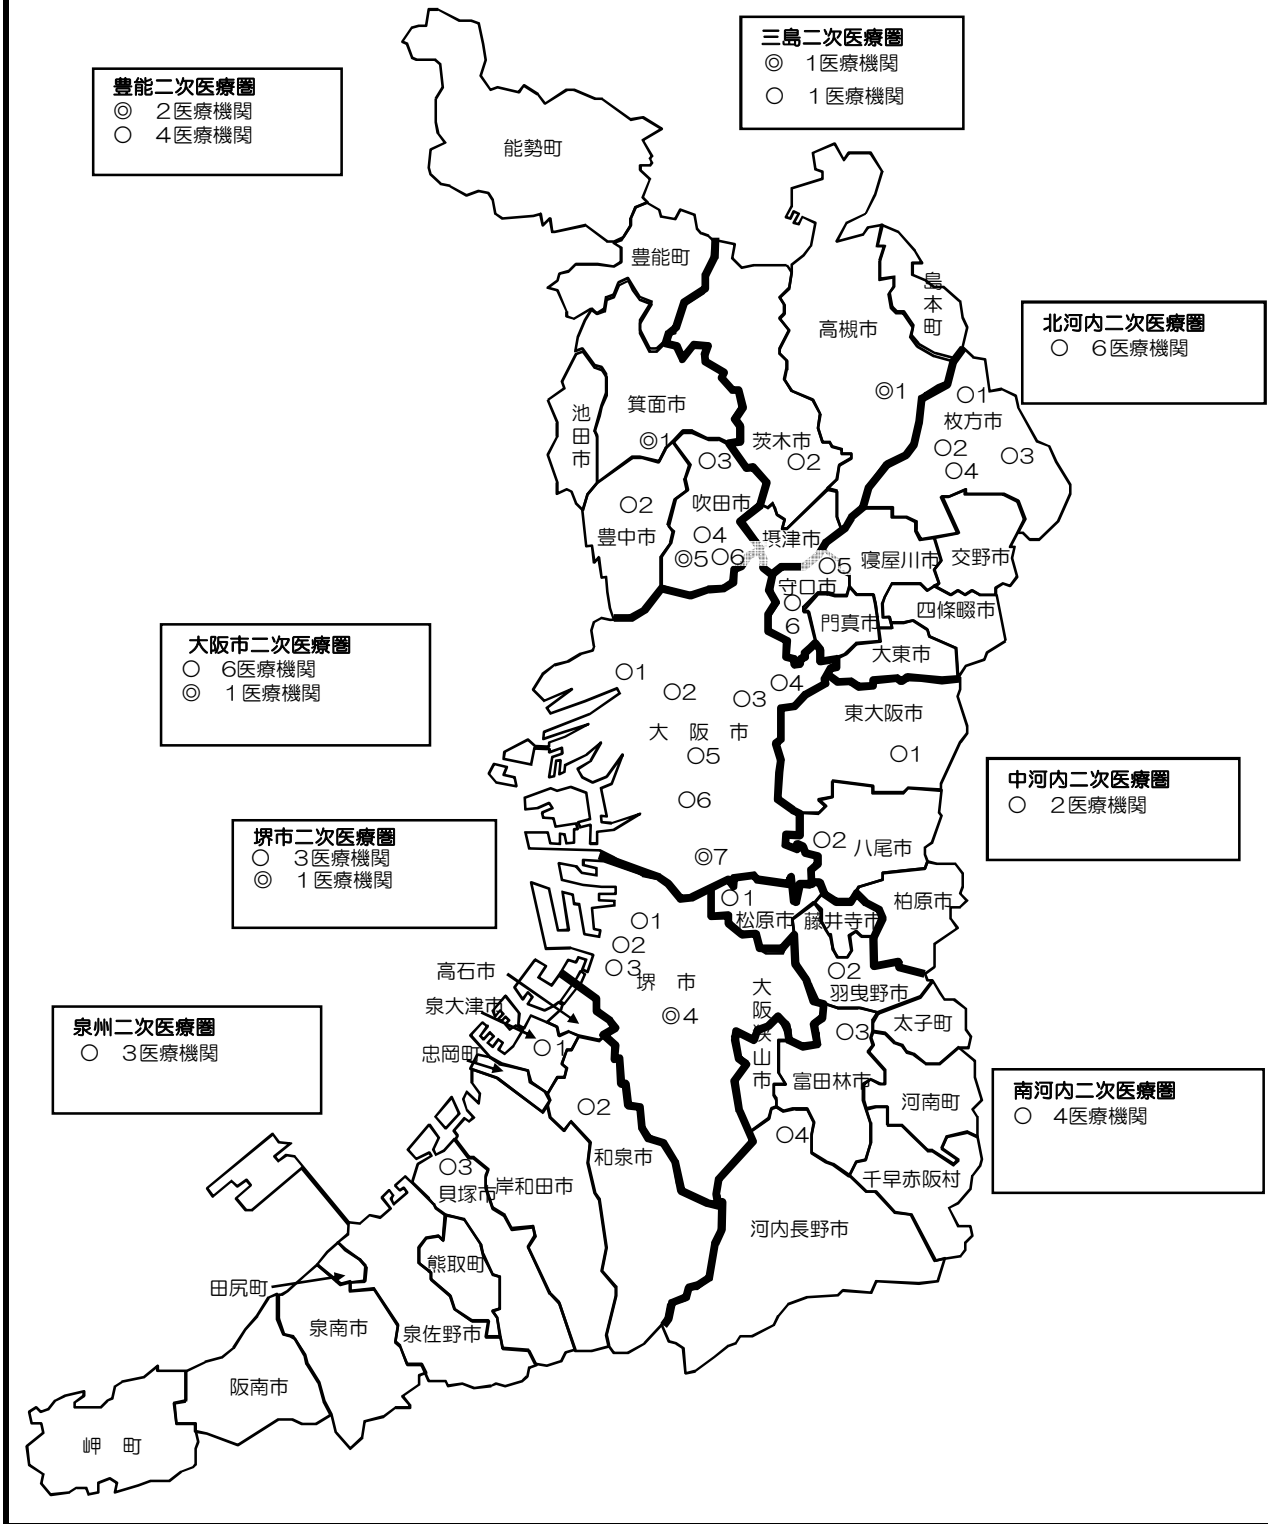 三島二次医療圏
◎　1医療機関
○　1医療機関
豊能二次医療圏
◎　2医療機関
○　4医療機関
能勢町
豊能町
島本町
高槻市
◎1
北河内二次医療圏
○　6医療機関
○1
枚方市
○2
○3
○4
池田市
箕面市
◎1
茨木市
○2
○3
吹田市
○4
◎5
○6
○2
豊中市
摂津市
○5
守口市
○6
寝屋川市
交野市
門真市
四條畷市
大東市
大阪市二次医療圏
○　6医療機関
◎　1医療機関
○1
○2
○3
○4
大　阪　市
○5
○6
◎7
東大阪市
○1
中河内二次医療圏
○　2医療機関
○2
八尾市
柏原市
堺市二次医療圏
○　3医療機関
◎　1医療機関
○1
○2
○3
堺　市
◎4
○1
松原市
藤井寺市
○2
羽曳野市
大阪狭山市
○3
富田林市
太子町
河南町
千早赤阪村
○4
河内長野市
南河内二次医療圏
○　4医療機関
高石市
泉大津市
忠岡町
泉州二次医療圏
○　3医療機関
○1
○2
和泉市
○3
貝塚市
岸和田市
熊取町
田尻町
泉佐野市
泉南市
阪南市
岬　町